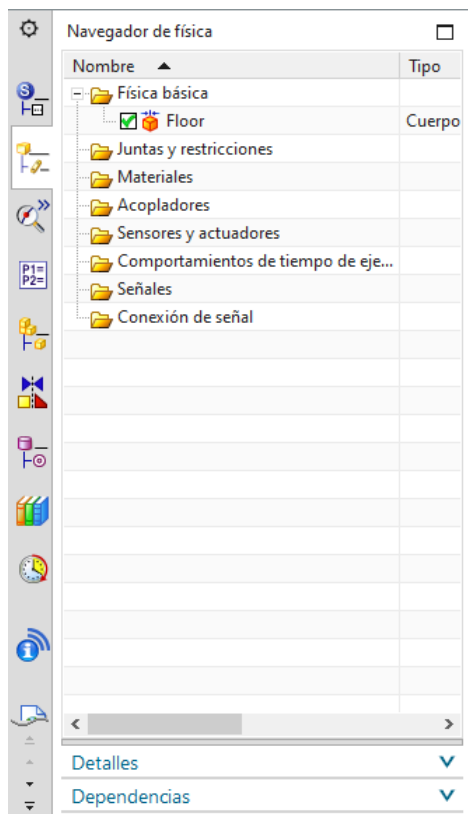 Navegador de física
Nombre Tipo
Física básica
Floor Cuerpo
Juntas y restricciones
Materiales
Acopladores
Sensores y actuadores
Comportamientos de tiempo de eje...
Señales
Conexión de señal
P1=
P2=
Detalles
Dependencias